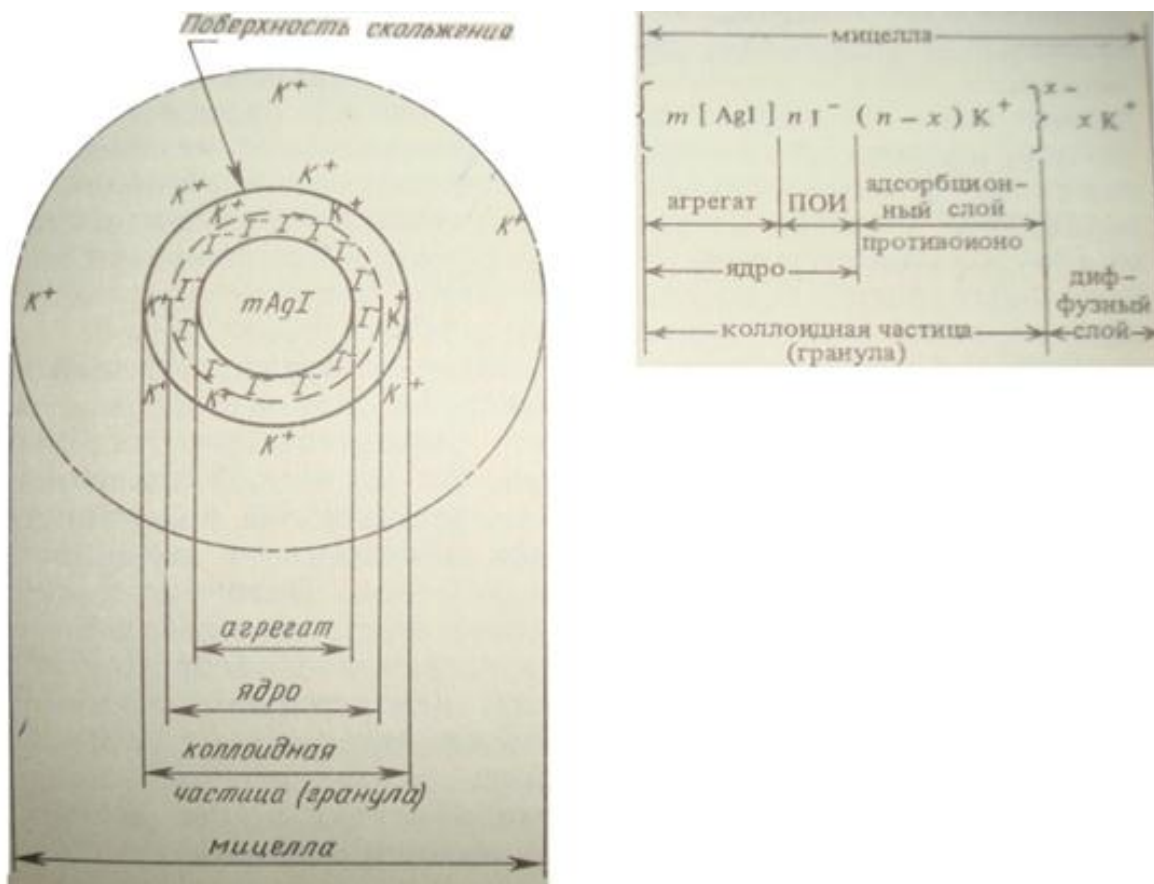 Поверхность скольжения
K⁺
K⁺ K⁺
K⁺ K⁺
K⁺
I⁻ I⁻ I⁻ I⁻
I⁻ I⁻
I⁻ I⁻
K⁺ K⁺ mAgI I⁻ K⁺
I⁻
I⁻ I⁻
K⁺ K⁺ I⁻ I⁻ I⁻ K⁺
K⁺
агрегат
ядро
коллоидная
частица (гранула)
мицелла
мицелла
{ m [ AgI ] n I⁻ ( n − x ) K⁺ }ˣ⁻ x K⁺
агрегат ПОИ адсорбцион-
ный слой
противоионо
ядро
диф-
фузный
слой
коллоидная частица
(гранула)